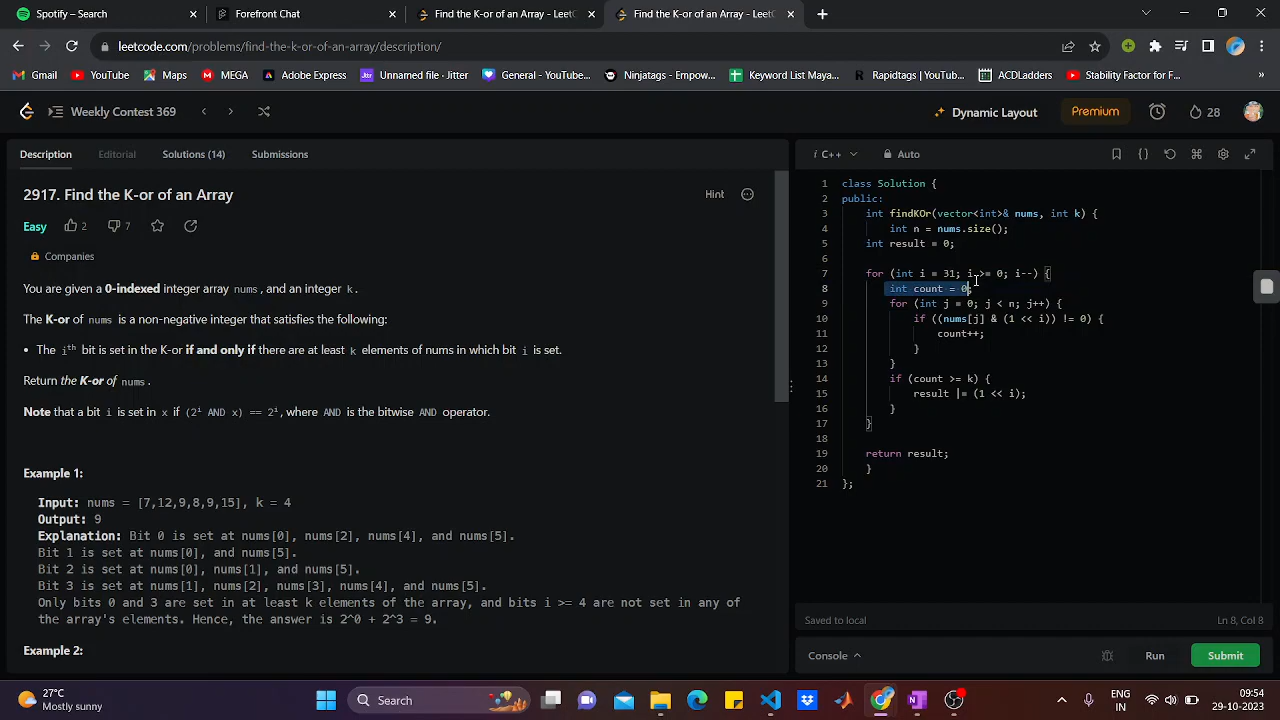 Spotify – Search
Forefront Chat
Find the K-or of an Array - LeetC
Find the K-or of an Array - LeetC
leetcode.com/problems/find-the-k-or-of-an-array/description/
Gmail
YouTube
Maps
MEGA
Adobe Express
Unnamed file - Jitter
General - YouTube...
Ninjatags - Empow...
Keyword List Maya...
Rapidtags | YouTub...
ACDLadders
Stability Factor for F...
»
Weekly Contest 369
Dynamic Layout
Premium
28
Description
Editorial
Solutions (14)
Submissions
2917. Find the K-or of an Array
Hint
Easy
2
7
Companies
You are given a 0-indexed integer array nums, and an integer k.
The K-or of nums is a non-negative integer that satisfies the following:
• The ith bit is set in the K-or if and only if there are at least k elements of nums in which bit i is set.
Return the K-or of nums.
Note that a bit i is set in x if (2i AND x) == 2i, where AND is the bitwise AND operator.
Example 1:
Input: nums = [7,12,9,8,9,15], k = 4
Output: 9
Explanation: Bit 0 is set at nums[0], nums[2], nums[4], and nums[5].
Bit 1 is set at nums[0], and nums[5].
Bit 2 is set at nums[0], nums[1], and nums[5].
Bit 3 is set at nums[1], nums[2], nums[3], nums[4], and nums[5].
Only bits 0 and 3 are set in at least k elements of the array, and bits i >= 4 are not set in any of
the array's elements. Hence, the answer is 2^0 + 2^3 = 9.
Example 2:
i C++
Auto
1 class Solution {
2 public:
3 int findKOr(vector<int>& nums, int k) {
4 int n = nums.size();
5 int result = 0;
6
7 for (int i = 31; i >= 0; i--) {
8 int count = 0;
9 for (int j = 0; j < n; j++) {
10 if ((nums[j] & (1 << i)) != 0) {
11 count++;
12 }
13 }
14 if (count >= k) {
15 result |= (1 << i);
16 }
17 }
18
19 return result;
20 }
21 };
Saved to local
Ln 8, Col 8
Console
Run
Submit
27°C
Mostly sunny
Search
ENG
IN
09:54
29-10-2023